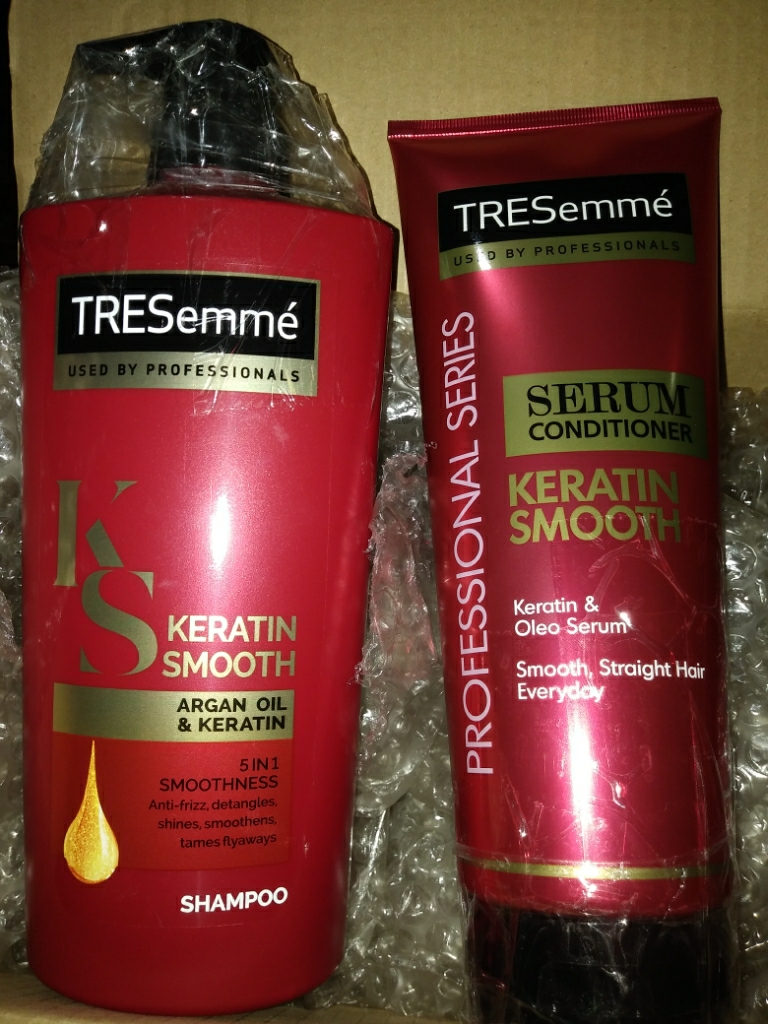 TRESemmé
USED BY PROFESSIONALS
KS
KERATIN
SMOOTH
ARGAN OIL
& KERATIN
5 IN 1
SMOOTHNESS
Anti-frizz, detangles,
shines, smoothens,
tames flyaways
SHAMPOO
TRESemmé
USED BY PROFESSIONALS
PROFESSIONAL SERIES
SERUM
CONDITIONER
KERATIN
SMOOTH
Keratin &
Oleo Serum
Smooth, Straight Hair
Everyday